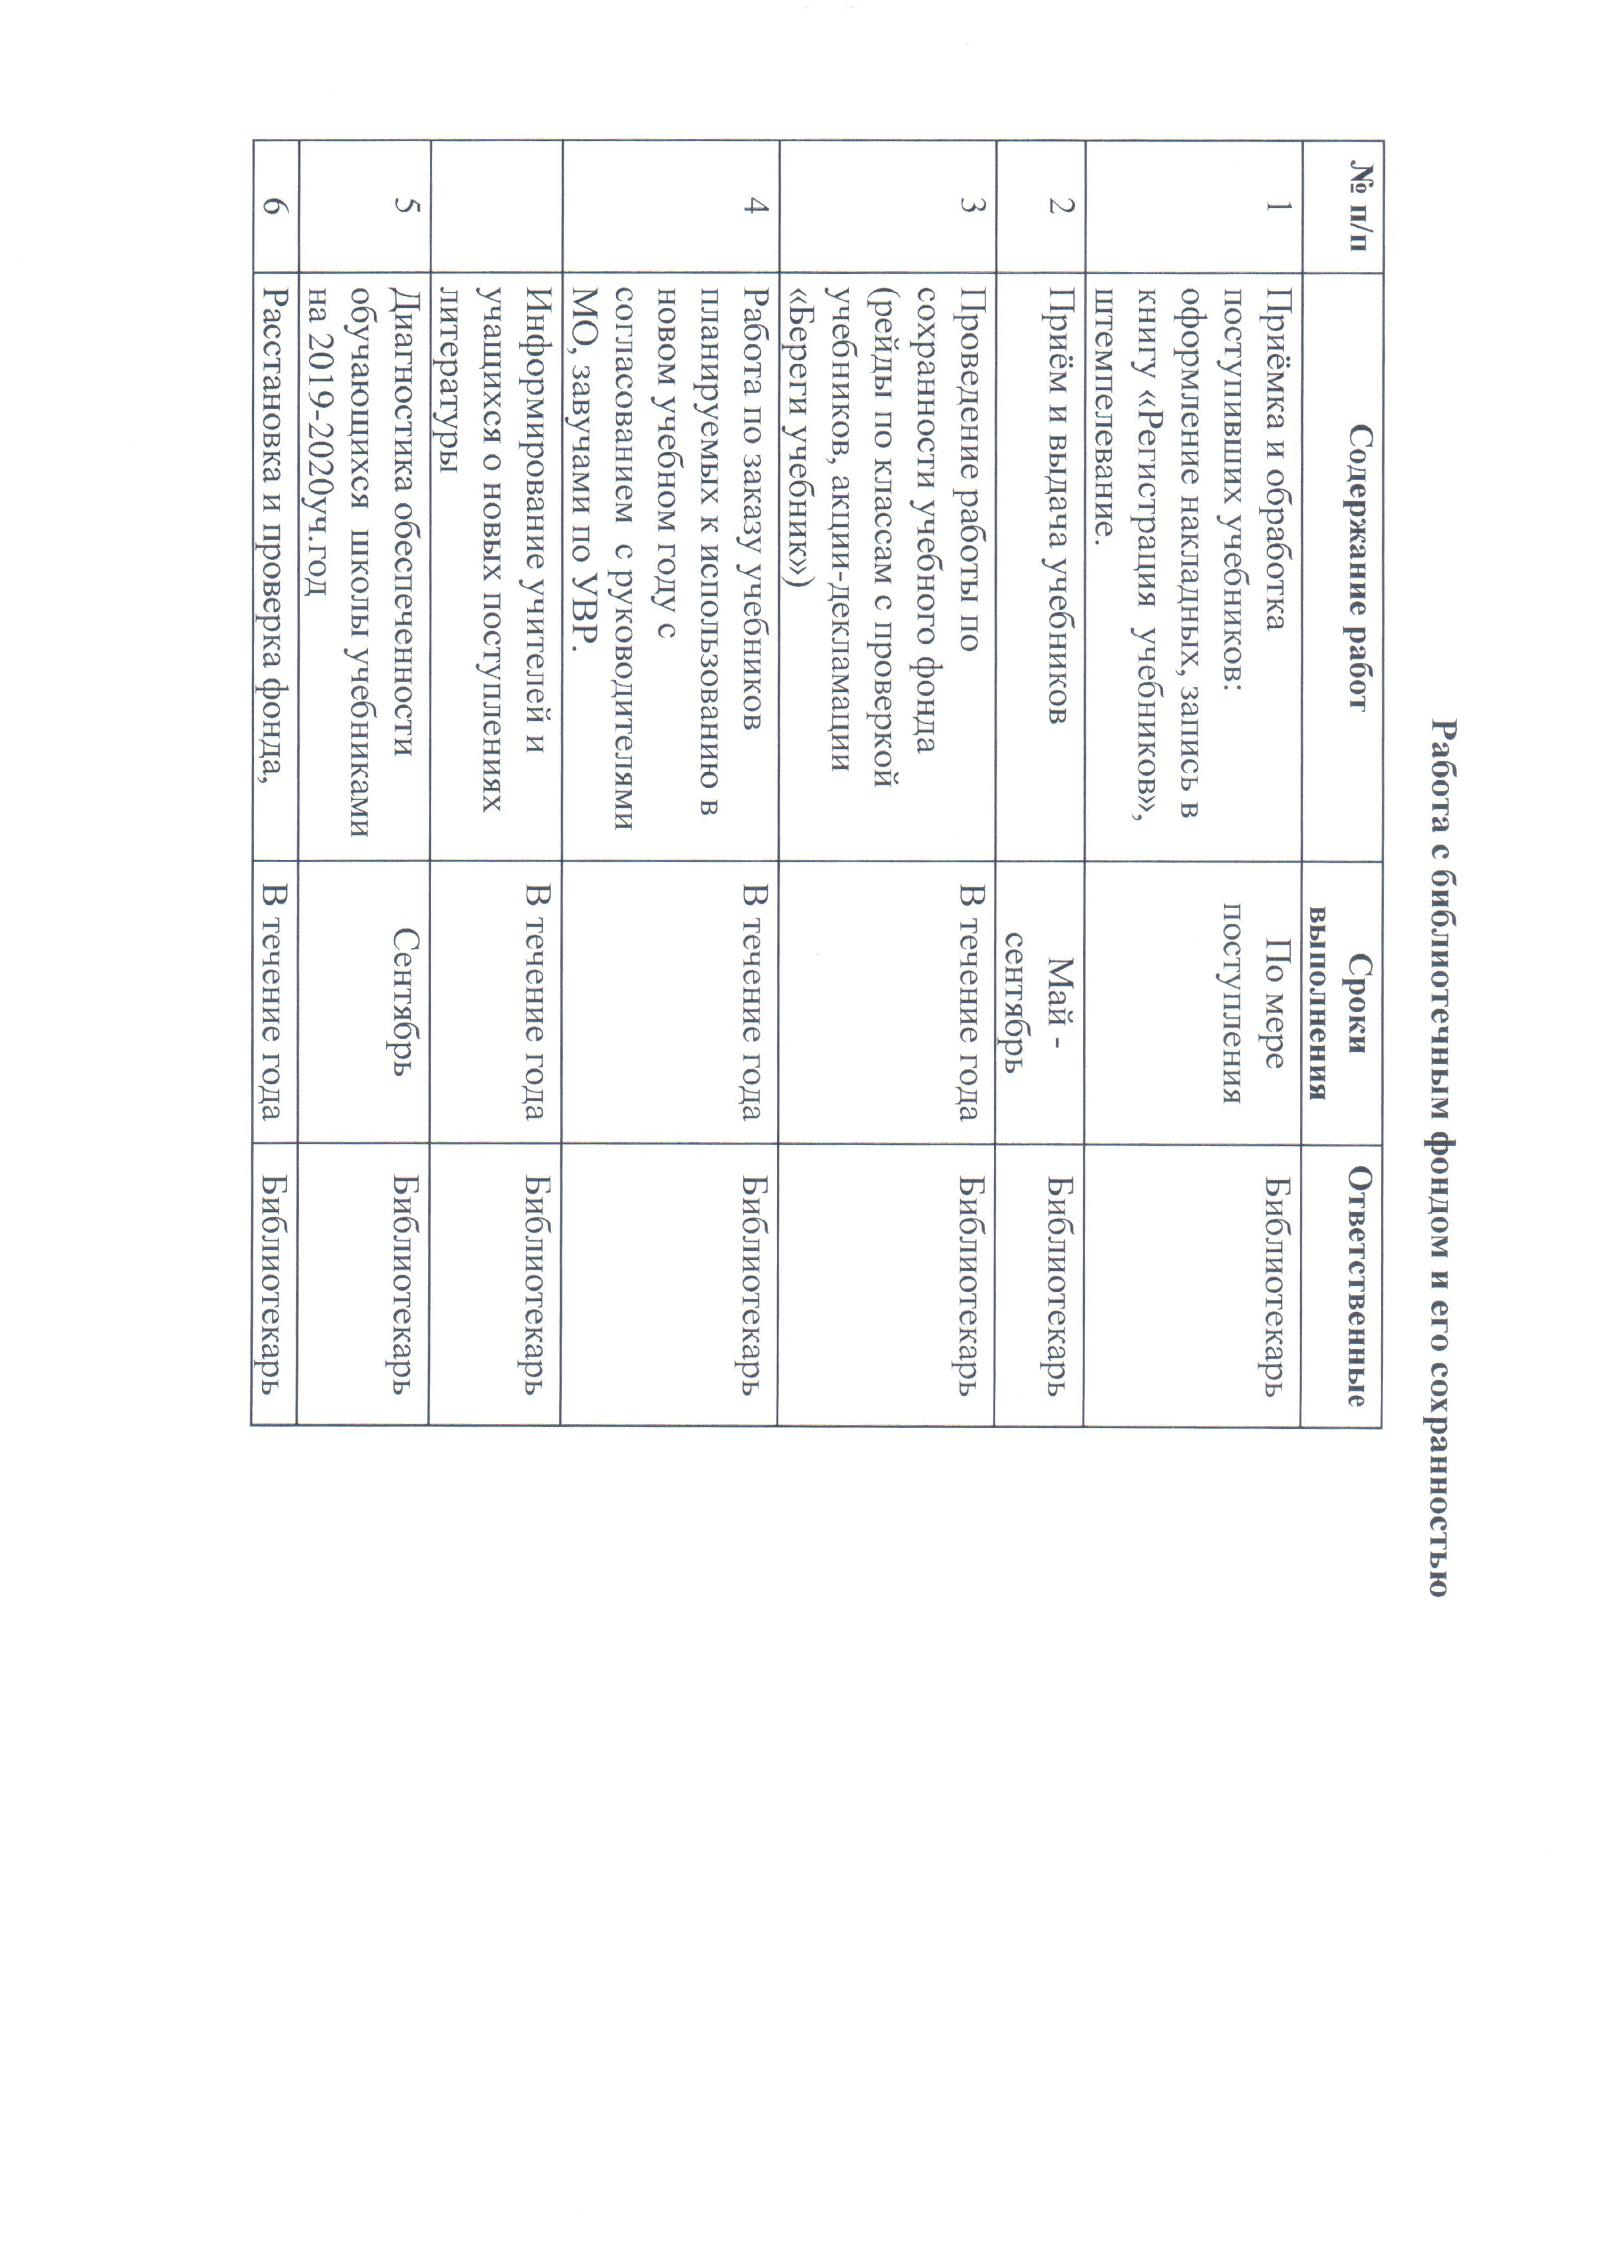 Работа с библиотечным фондом и его сохранностью
№ п/п
Содержание работ
Сроки
выполнения
Ответственные
1
Приёмка и обработка
поступивших учебников:
оформление накладных, запись в
книгу «Регистрация учебников»,
штемпелевание.
По мере
поступления
Библиотекарь
2
Приём и выдача учебников
Май -
сентябрь
Библиотекарь
3
Проведение работы по
сохранности учебного фонда
(рейды по классам с проверкой
учебников, акции-декламации
«Береги учебник»)
В течение года
Библиотекарь
4
Работа по заказу учебников
планируемых к использованию в
новом учебном году с
согласованием с руководителями
МО, завучами по УВР.
В течение года
Библиотекарь
Информирование учителей и
учащихся о новых поступлениях
литературы
В течение года
Библиотекарь
5
Диагностика обеспеченности
обучающихся школы учебниками
на 2019-2020уч.год
Сентябрь
Библиотекарь
6
Расстановка и проверка фонда,
В течение года
Библиотекарь